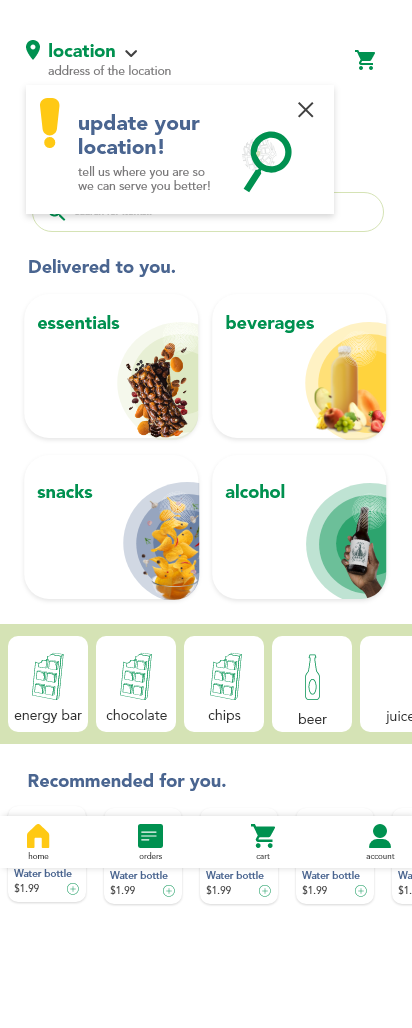 location
address of the location
update your
location!
tell us where you are so
we can serve you better!
Delivered to you.
essentials
beverages
snacks
alcohol
energy bar
chocolate
chips
beer
juice
Recommended for you.
home
orders
cart
account
Water bottle
Water bottle
Water bottle
Water bottle
Wa
$1.99
$1.99
$1.99
$1.99
$1.